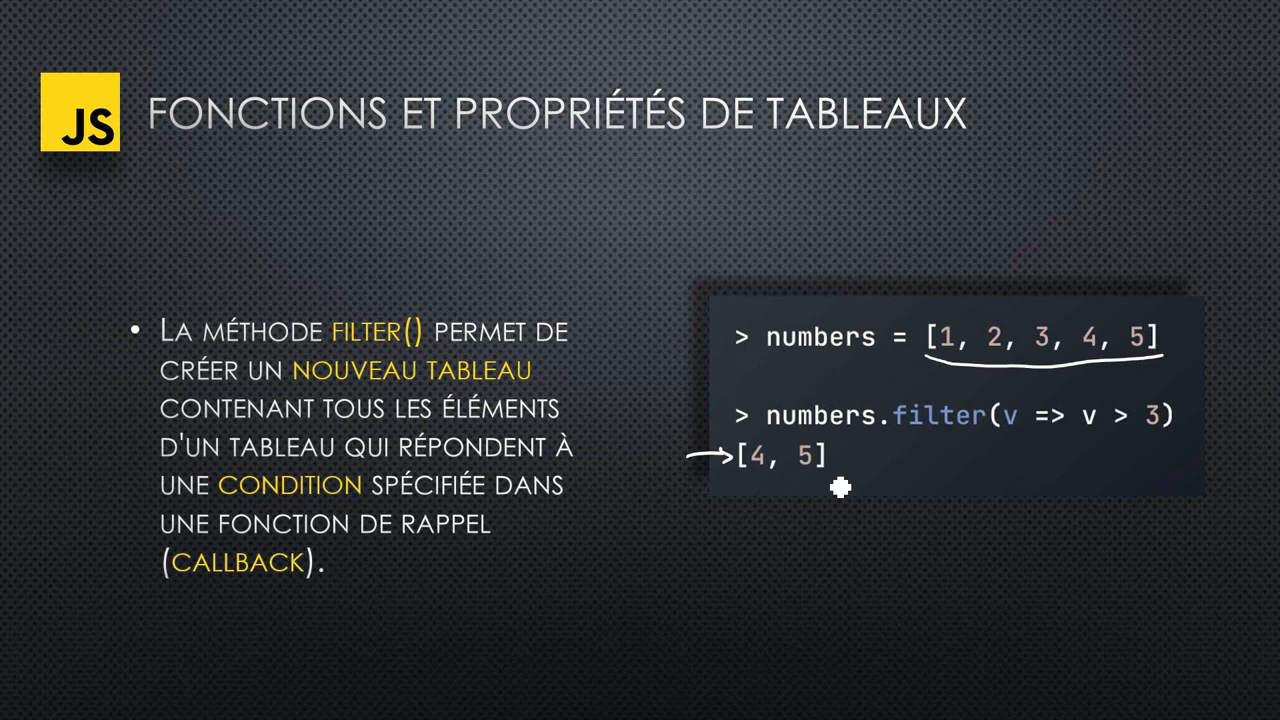 JS
FONCTIONS ET PROPRIÉTÉS DE TABLEAUX
• LA MÉTHODE FILTER() PERMET DE
CRÉER UN NOUVEAU TABLEAU
CONTENANT TOUS LES ÉLÉMENTS
D'UN TABLEAU QUI RÉPONDENT À
UNE CONDITION SPÉCIFIÉE DANS
UNE FONCTION DE RAPPEL
(CALLBACK).
> numbers = [1, 2, 3, 4, 5]
> numbers.filter(v => v > 3)
[4, 5]